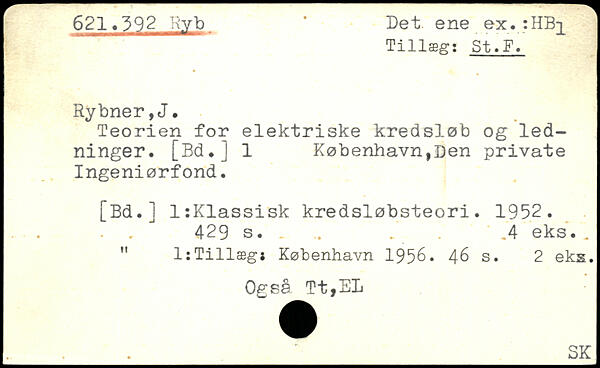 621.392 Ryb Det ene ex.:HB1
Tillæg: St.F.
Rybner,J.
Teorien for elektriske kredsløb og led-
ninger. [Bd.] 1 København,Den private
Ingeniørfond.
[Bd.] 1:Klassisk kredsløbsteori. 1952.
429 s. 4 eks.
" 1:Tillæg: København 1956. 46 s. 2 eks.
Også Tt,EL
SK